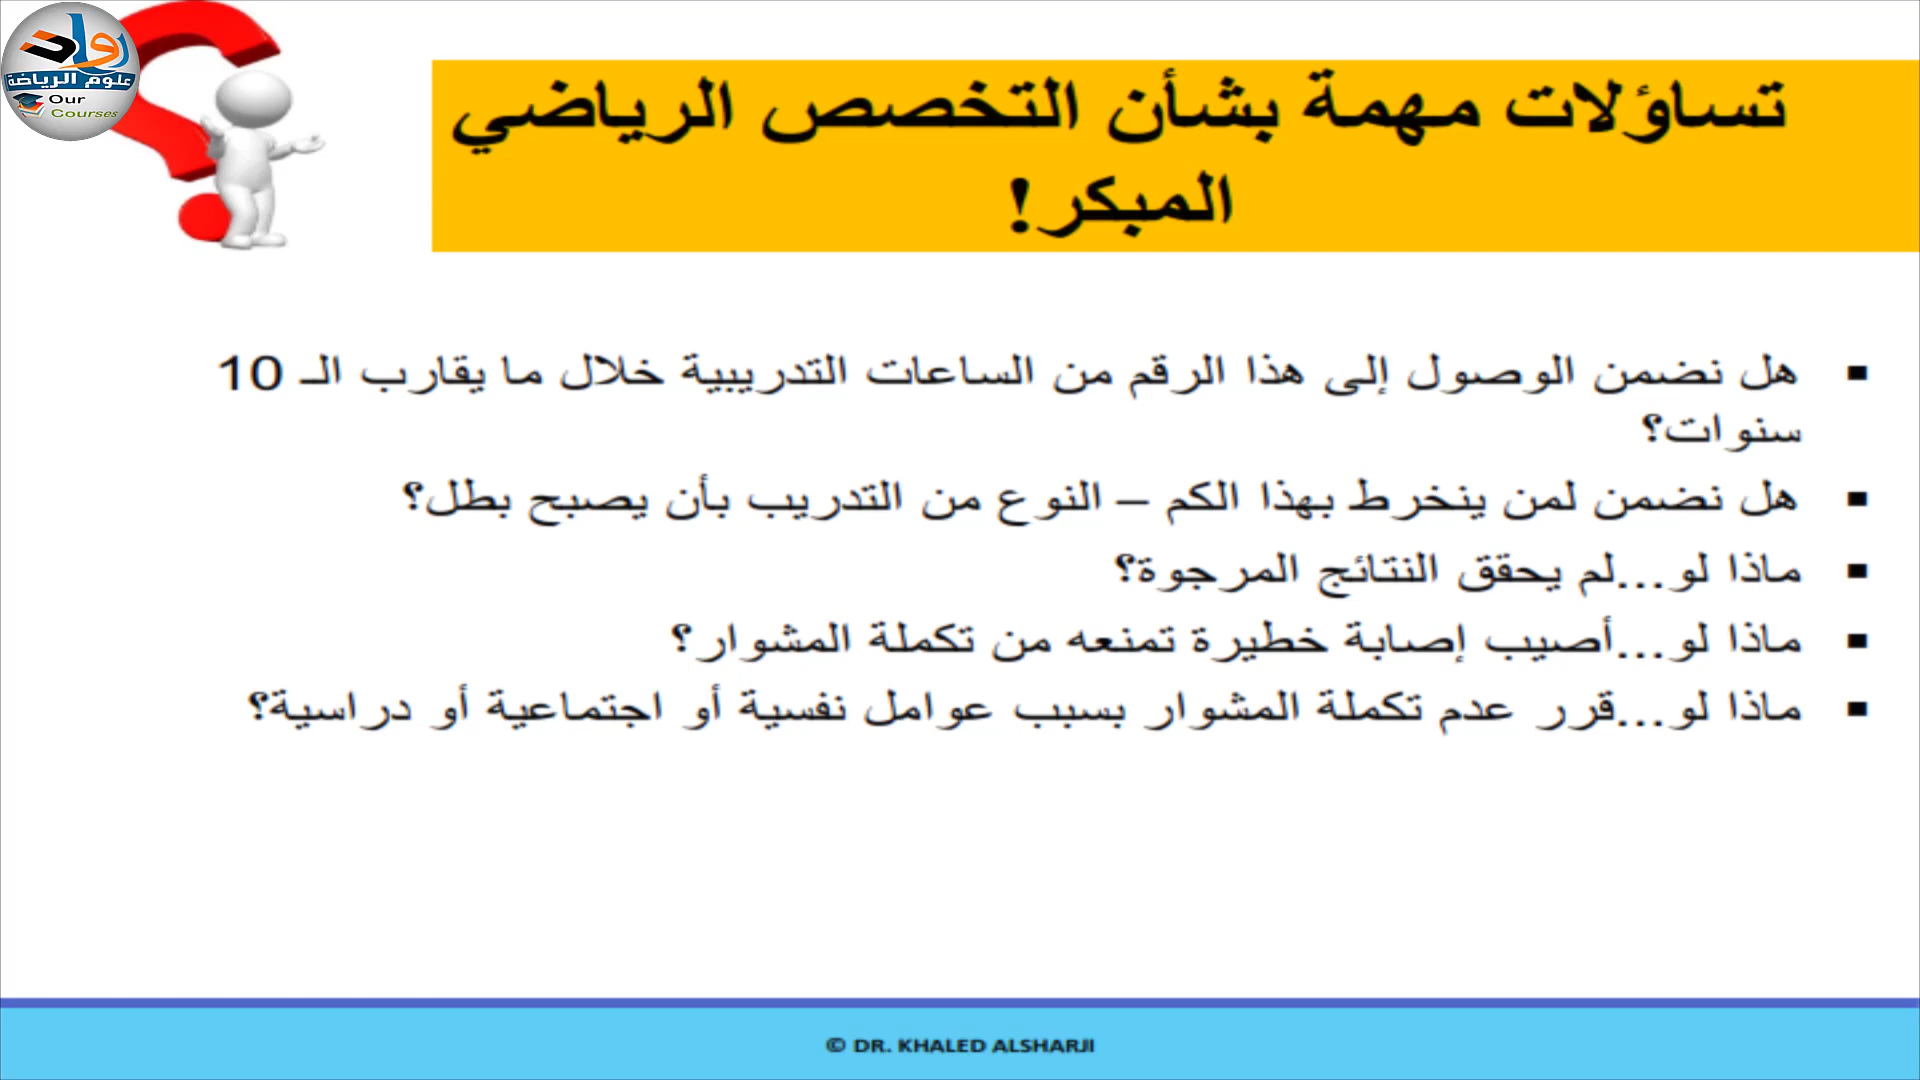 رواد
علوم الرياضة
Our
Courses
تساؤلات مهمة بشأن التخصص الرياضي
المبكر!
▪ هل نضمن الوصول إلى هذا الرقم من الساعات التدريبية خلال ما يقارب الـ 10
سنوات؟
▪ هل نضمن لمن ينخرط بهذا الكم – النوع من التدريب بأن يصبح بطل؟
▪ ماذا لو...لم يحقق النتائج المرجوة؟
▪ ماذا لو...أصيب إصابة خطيرة تمنعه من تكملة المشوار؟
▪ ماذا لو...قرر عدم تكملة المشوار بسبب عوامل نفسية أو اجتماعية أو دراسية؟
© DR. KHALED ALSHARJI